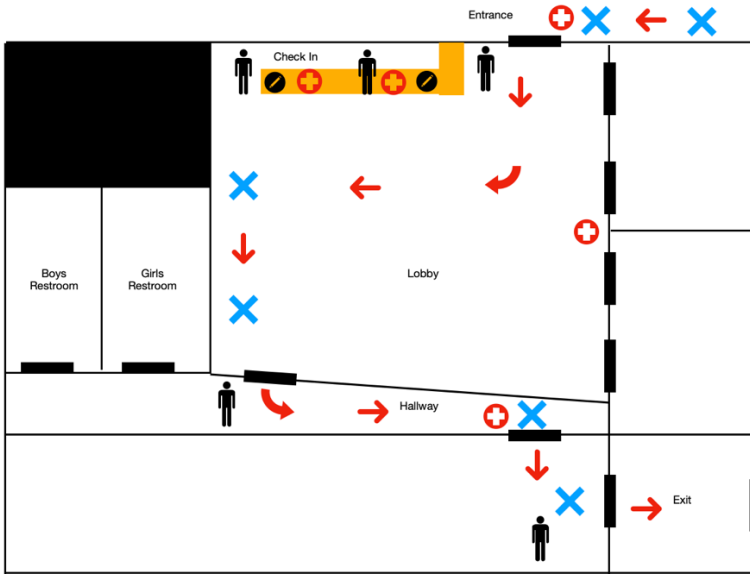 Entrance
Check In
Boys
Restroom
Girls
Restroom
Lobby
Hallway
Exit